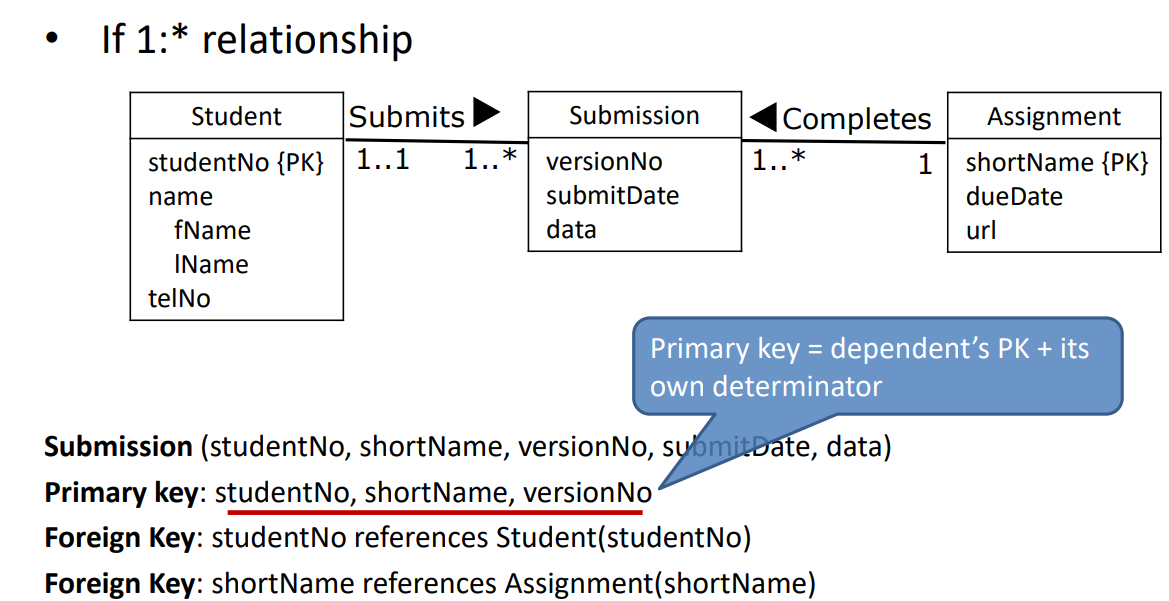 • If 1:* relationship
Student
Submits
Submission
Completes
Assignment
1..1
1..*
1..*
1
studentNo {PK}
name
fName
lName
telNo
versionNo
submitDate
data
shortName {PK}
dueDate
url
Primary key = dependent’s PK + its
own determinator
Submission (studentNo, shortName, versionNo, submitDate, data)
Primary key: studentNo, shortName, versionNo
Foreign Key: studentNo references Student(studentNo)
Foreign Key: shortName references Assignment(shortName)